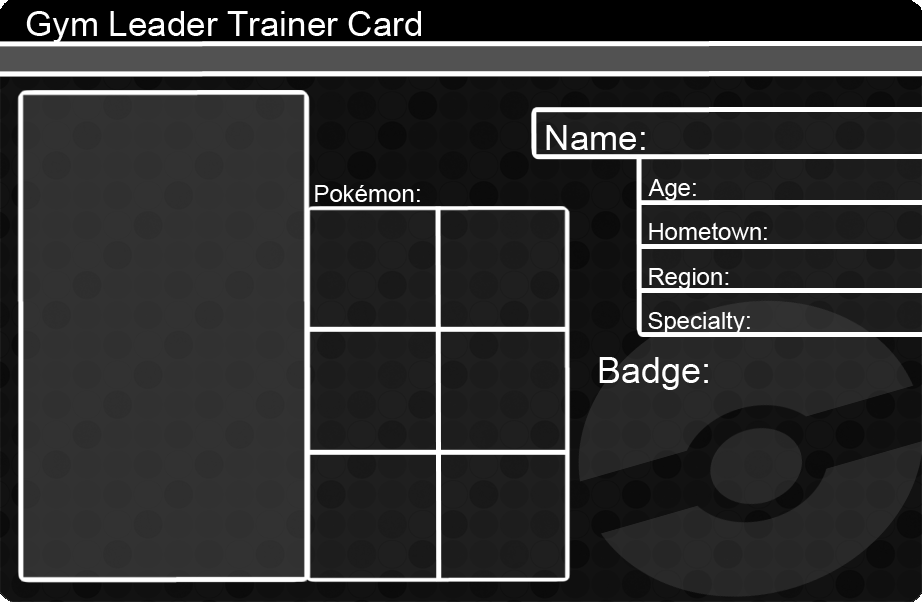 Gym Leader Trainer Card
Name:
Pokémon:
Age:
Hometown:
Region:
Specialty:
Badge: